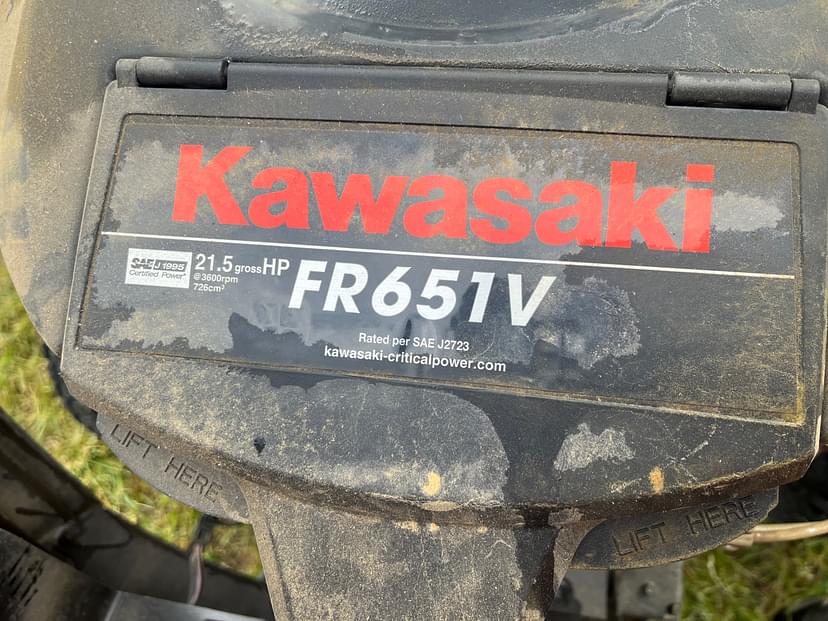 Kawasaki
SAE J1995
Certified Power
21.5 gross HP
@3600rpm
726cm³
FR651V
Rated per SAE J2723
kawasaki-criticalpower.com
LIFT HERE
LIFT HERE